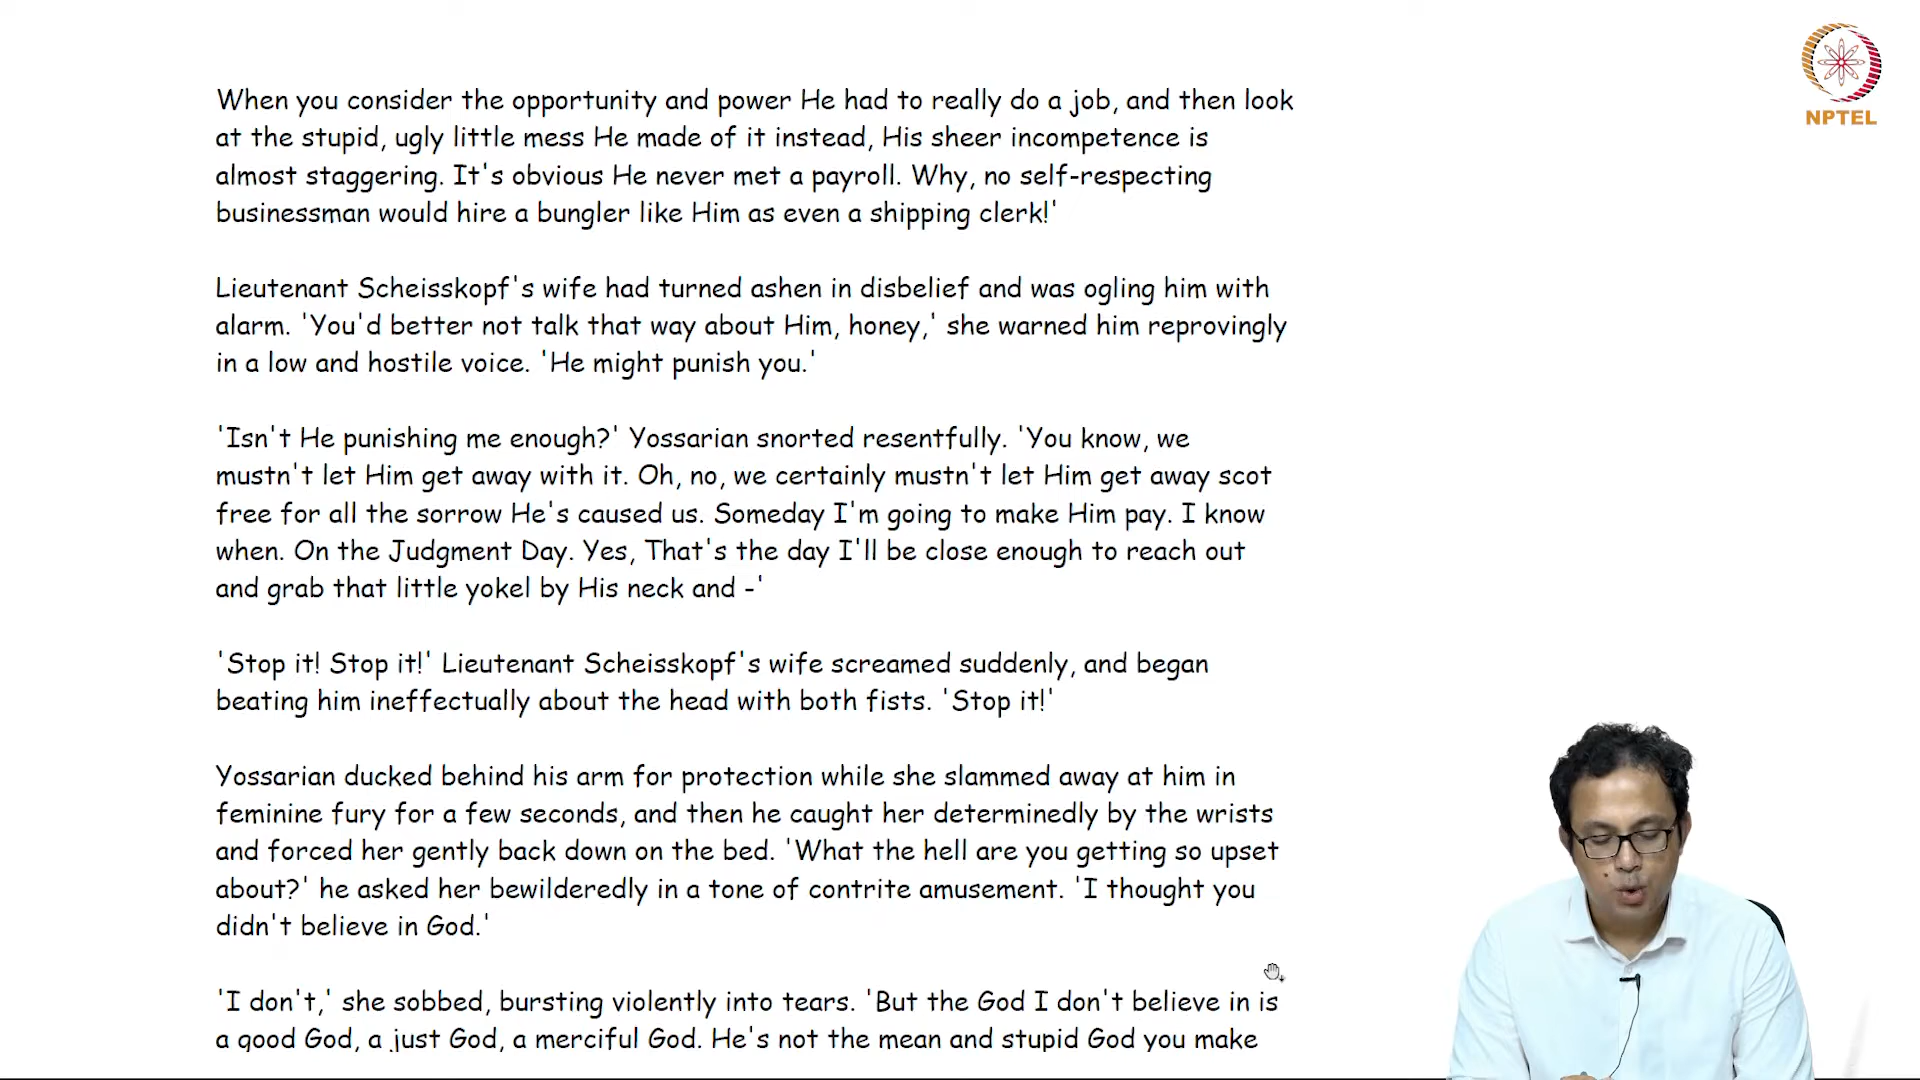 When you consider the opportunity and power He had to really do a job, and then look
at the stupid, ugly little mess He made of it instead, His sheer incompetence is
almost staggering. It's obvious He never met a payroll. Why, no self-respecting
businessman would hire a bungler like Him as even a shipping clerk!'
Lieutenant Scheisskopf's wife had turned ashen in disbelief and was ogling him with
alarm. 'You'd better not talk that way about Him, honey,' she warned him reprovingly
in a low and hostile voice. 'He might punish you.'
'Isn't He punishing me enough?' Yossarian snorted resentfully. 'You know, we
mustn't let Him get away with it. Oh, no, we certainly mustn't let Him get away scot
free for all the sorrow He's caused us. Someday I'm going to make Him pay. I know
when. On the Judgment Day. Yes, That's the day I'll be close enough to reach out
and grab that little yokel by His neck and -'
'Stop it! Stop it!' Lieutenant Scheisskopf's wife screamed suddenly, and began
beating him ineffectually about the head with both fists. 'Stop it!'
Yossarian ducked behind his arm for protection while she slammed away at him in
feminine fury for a few seconds, and then he caught her determinedly by the wrists
and forced her gently back down on the bed. 'What the hell are you getting so upset
about?' he asked her bewilderedly in a tone of contrite amusement. 'I thought you
didn't believe in God.'
'I don't,' she sobbed, bursting violently into tears. 'But the God I don't believe in is
a good God, a just God, a merciful God. He's not the mean and stupid God you make
NPTEL